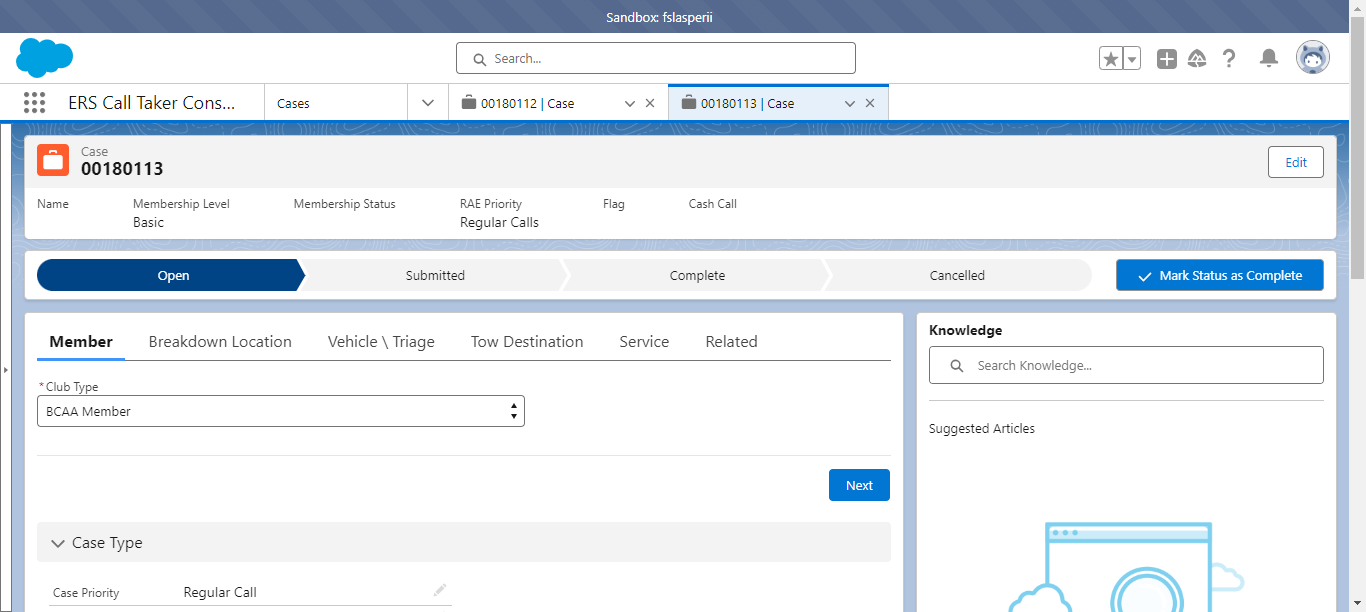 Sandbox: fslasperii
Search...
ERS Call Taker Cons...
Cases
00180112 | Case
00180113 | Case
Case
00180113
Edit
Name
Membership Level
Membership Status
RAE Priority
Flag
Cash Call
Basic
Regular Calls
Open
Submitted
Complete
Cancelled
Mark Status as Complete
Member
Breakdown Location
Vehicle \ Triage
Tow Destination
Service
Related
*Club Type
BCAA Member
Next
Case Type
Case Priority
Regular Call
Knowledge
Search Knowledge...
Suggested Articles